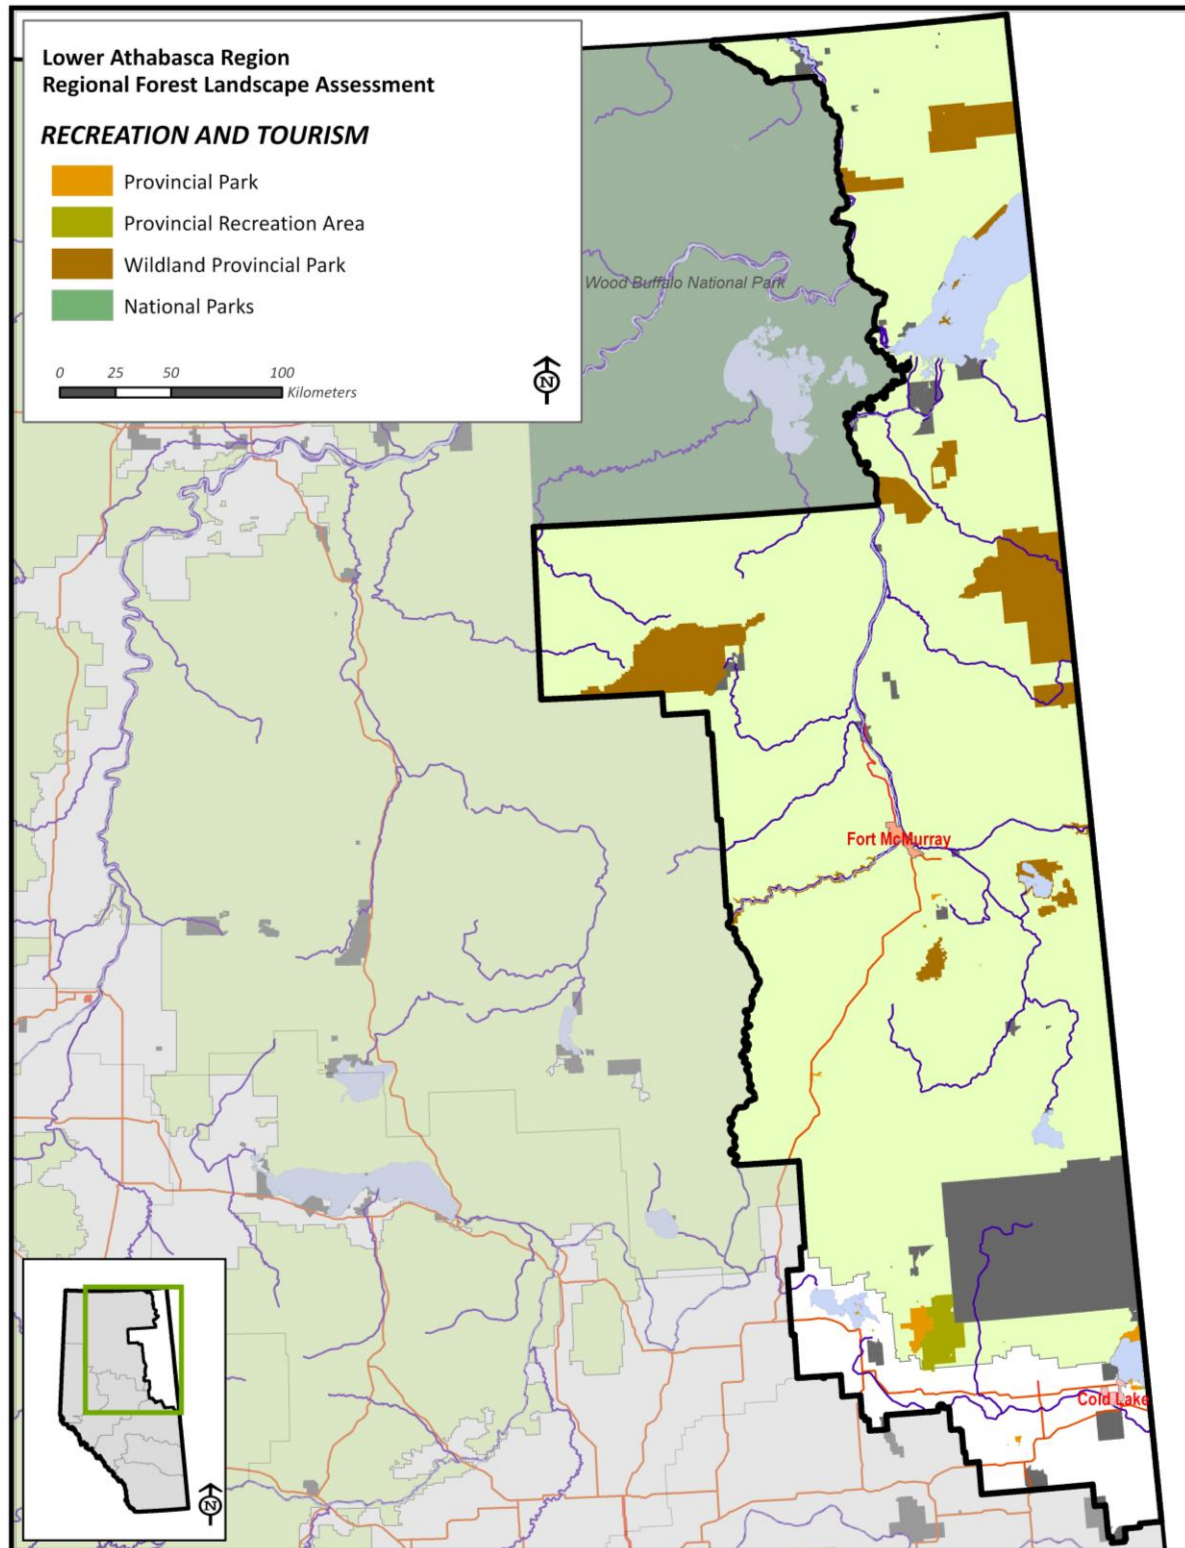 Lower Athabasca Region
Regional Forest Landscape Assessment
RECREATION AND TOURISM
Provincial Park
Provincial Recreation Area
Wildland Provincial Park
National Parks
0 25 50 100
Kilometers
N
Wood Buffalo National Park
Fort McMurray
Cold Lake
N